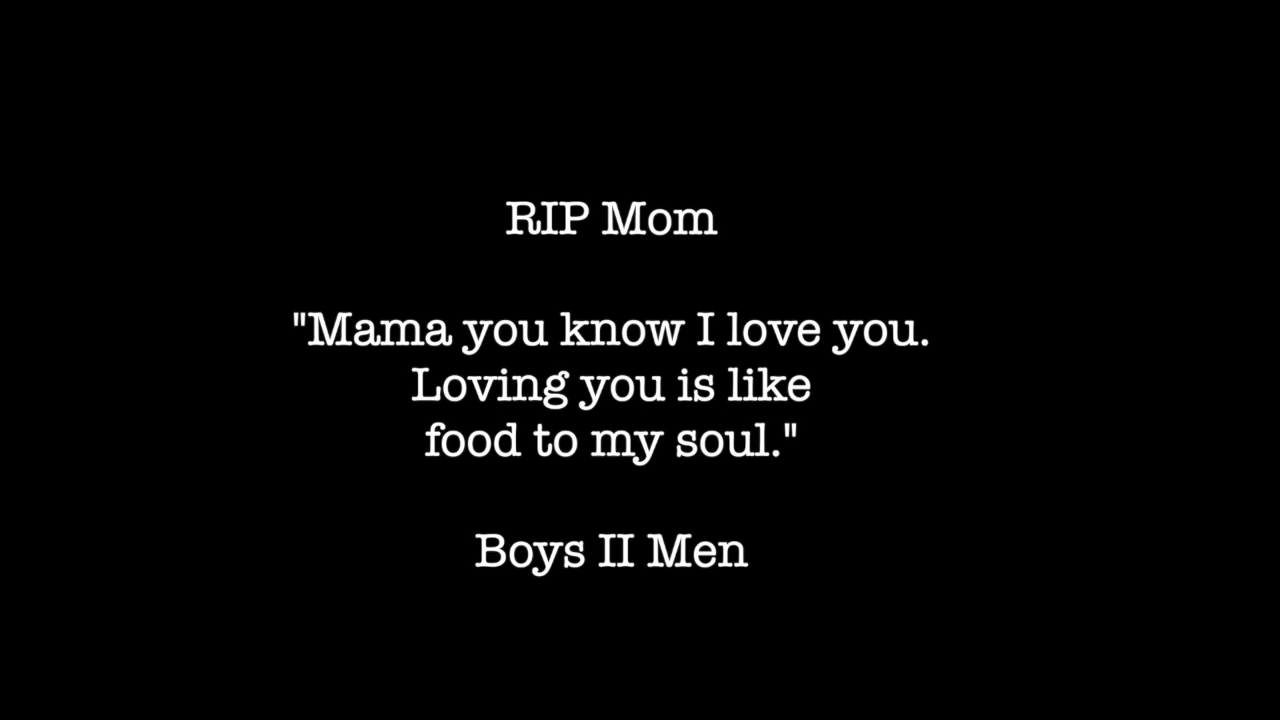 RIP Mom
"Mama you know I love you.
Loving you is like
food to my soul."
Boys II Men